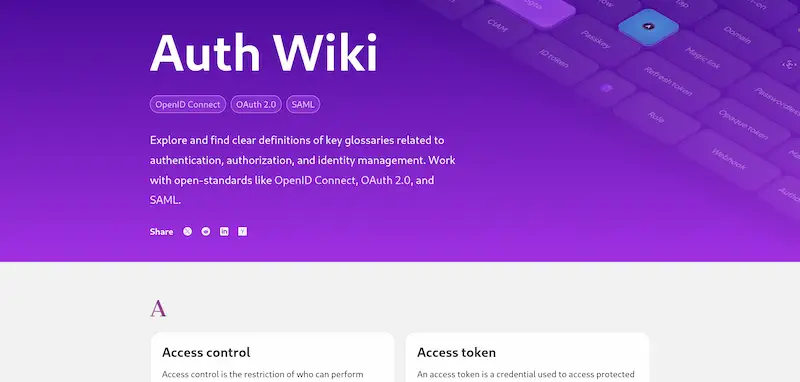 Auth Wiki
OpenID Connect
OAuth 2.0
SAML
Explore and find clear definitions of key glossaries related to
authentication, authorization, and identity management. Work
with open-standards like OpenID Connect, OAuth 2.0, and
SAML.
Share
CIAM
Passkey
Domain
ID token
Magic link
Refresh token
Passwordless
Opaque token
Role
Webhook
A
Access control
Access token
Access control is the restriction of who can perform
An access token is a credential used to access protected